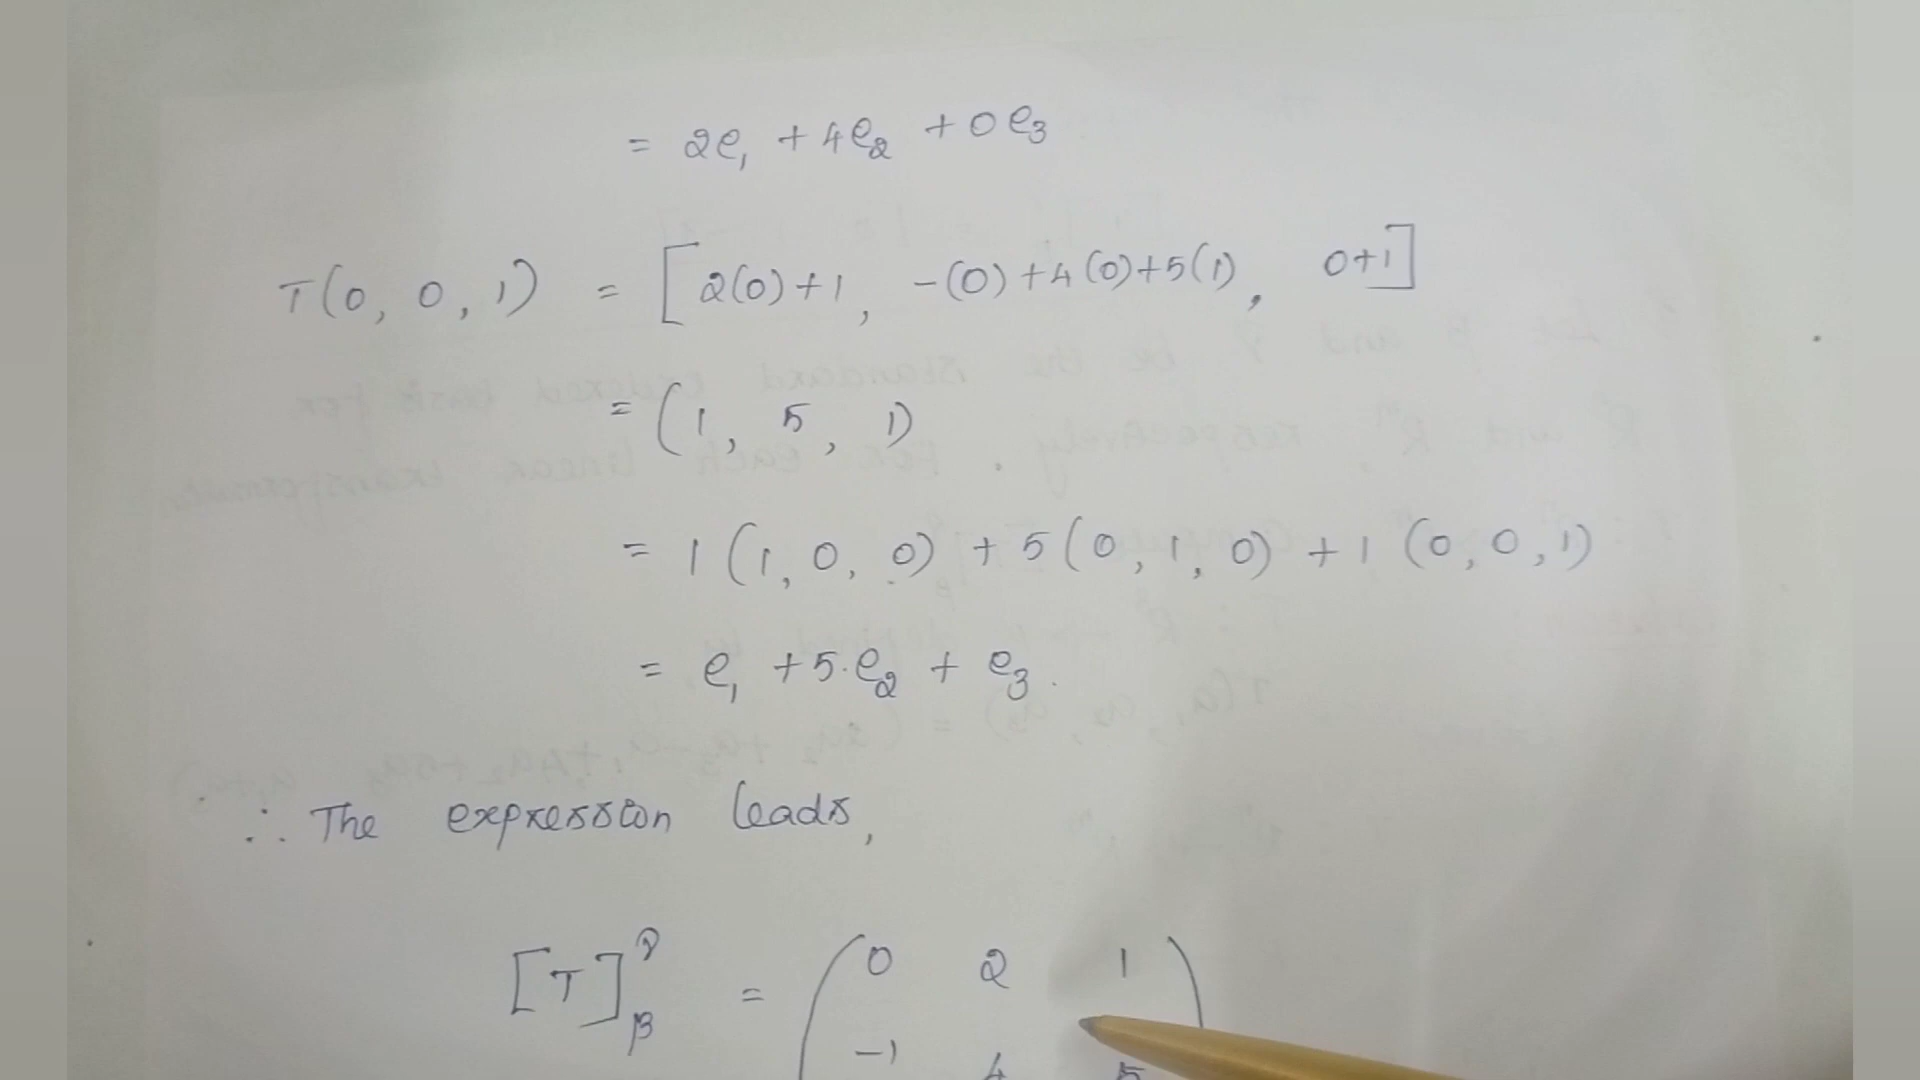 = 2e₁ + 4e₂ + 0e₃
T(0, 0, 1) = [2(0)+1, -(0)+4(0)+5(1), 0+1]
= (1, 5, 1)
= 1(1, 0, 0) + 5(0, 1, 0) + 1(0, 0, 1)
= e₁ + 5.e₂ + e₃.
∴ The expression leads,
[T]ᵞᵦ = (0 2 1)
-1 4 5